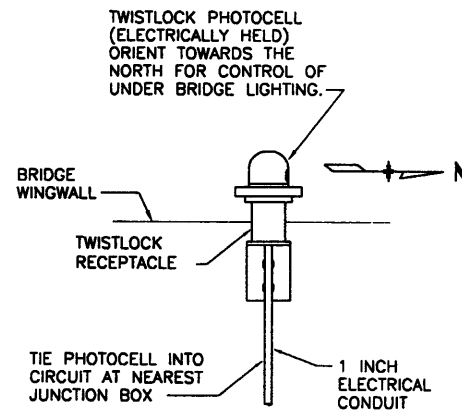 TWISTLOCK PHOTOCELL
(ELECTRICALLY HELD)
ORIENT TOWARDS THE
NORTH FOR CONTROL OF
UNDER BRIDGE LIGHTING.
N
BRIDGE
WINGWALL
TWISTLOCK
RECEPTACLE
TIE PHOTOCELL INTO
CIRCUIT AT NEAREST
JUNCTION BOX
1 INCH
ELECTRICAL
CONDUIT